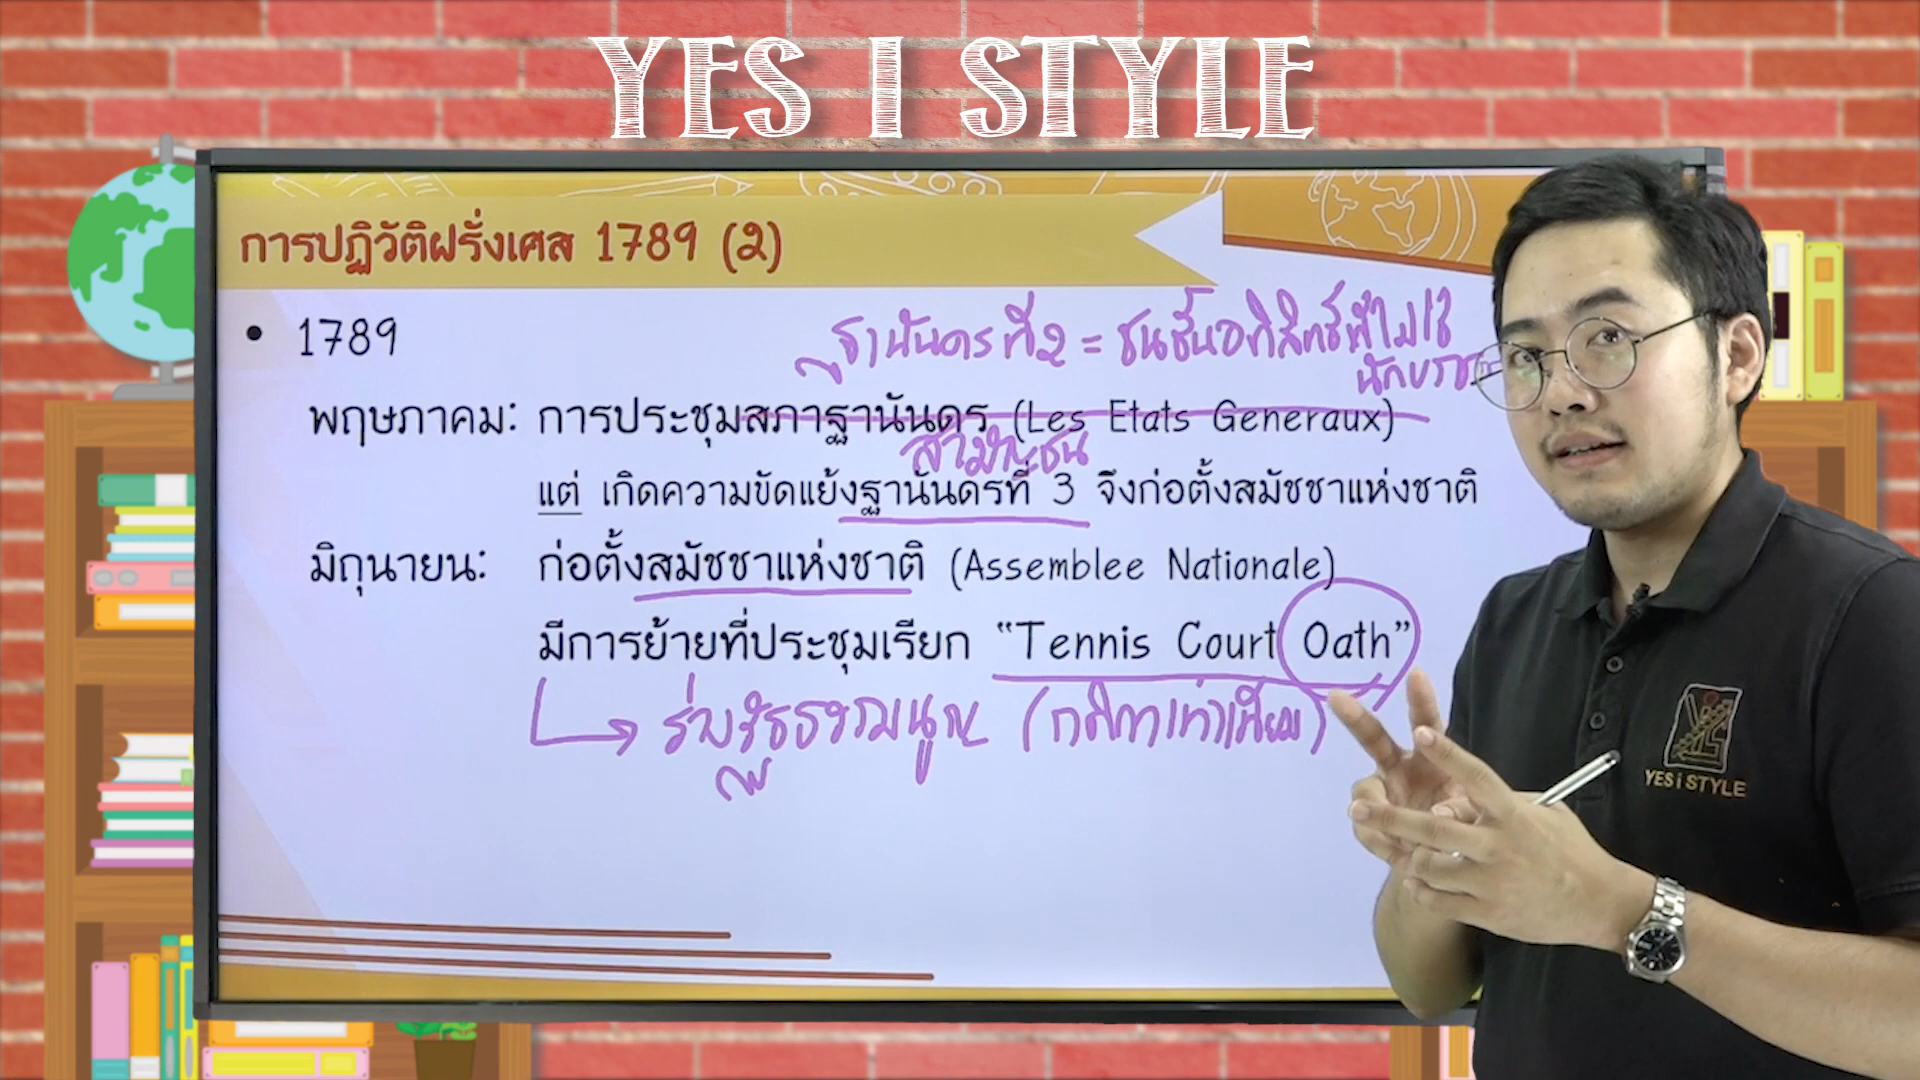 YES I STYLE
การปฏิวัติฝรั่งเศส 1789 (2)
• 1789
ฐานันดรที่ 2 = ชนชั้นอภิสิทธิ์ที่ไม่ใช่
นักบวช
พฤษภาคม: การประชุมสภาฐานันดร (Les Etats Generaux)
สามัญชน
แต่ เกิดความขัดแย้งฐานันดรที่ 3 จึงก่อตั้งสมัชชาแห่งชาติ
มิถุนายน: ก่อตั้งสมัชชาแห่งชาติ (Assemblee Nationale)
มีการย้ายที่ประชุมเรียก “Tennis Court Oath”
ร่างรัฐธรรมนูญ (กติกาเท่าเทียม)
YES i STYLE